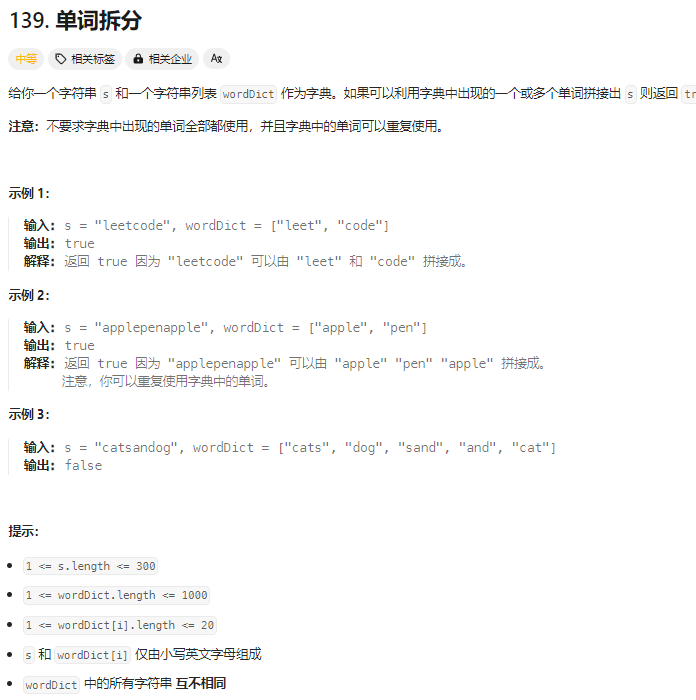 139. 单词拆分
中等 相关标签 相关企业 Ax
给你一个字符串 s 和一个字符串列表 wordDict 作为字典。如果可以利用字典中出现的一个或多个单词拼接出 s 则返回 tr
注意：不要求字典中出现的单词全部都使用，并且字典中的单词可以重复使用。
示例 1：
输入: s = "leetcode", wordDict = ["leet", "code"]
输出: true
解释: 返回 true 因为 "leetcode" 可以由 "leet" 和 "code" 拼接成。
示例 2：
输入: s = "applepenapple", wordDict = ["apple", "pen"]
输出: true
解释: 返回 true 因为 "applepenapple" 可以由 "apple" "pen" "apple" 拼接成。
注意，你可以重复使用字典中的单词。
示例 3：
输入: s = "catsandog", wordDict = ["cats", "dog", "sand", "and", "cat"]
输出: false
提示：
1 <= s.length <= 300
1 <= wordDict.length <= 1000
1 <= wordDict[i].length <= 20
s 和 wordDict[i] 仅由小写英文字母组成
wordDict 中的所有字符串 互不相同